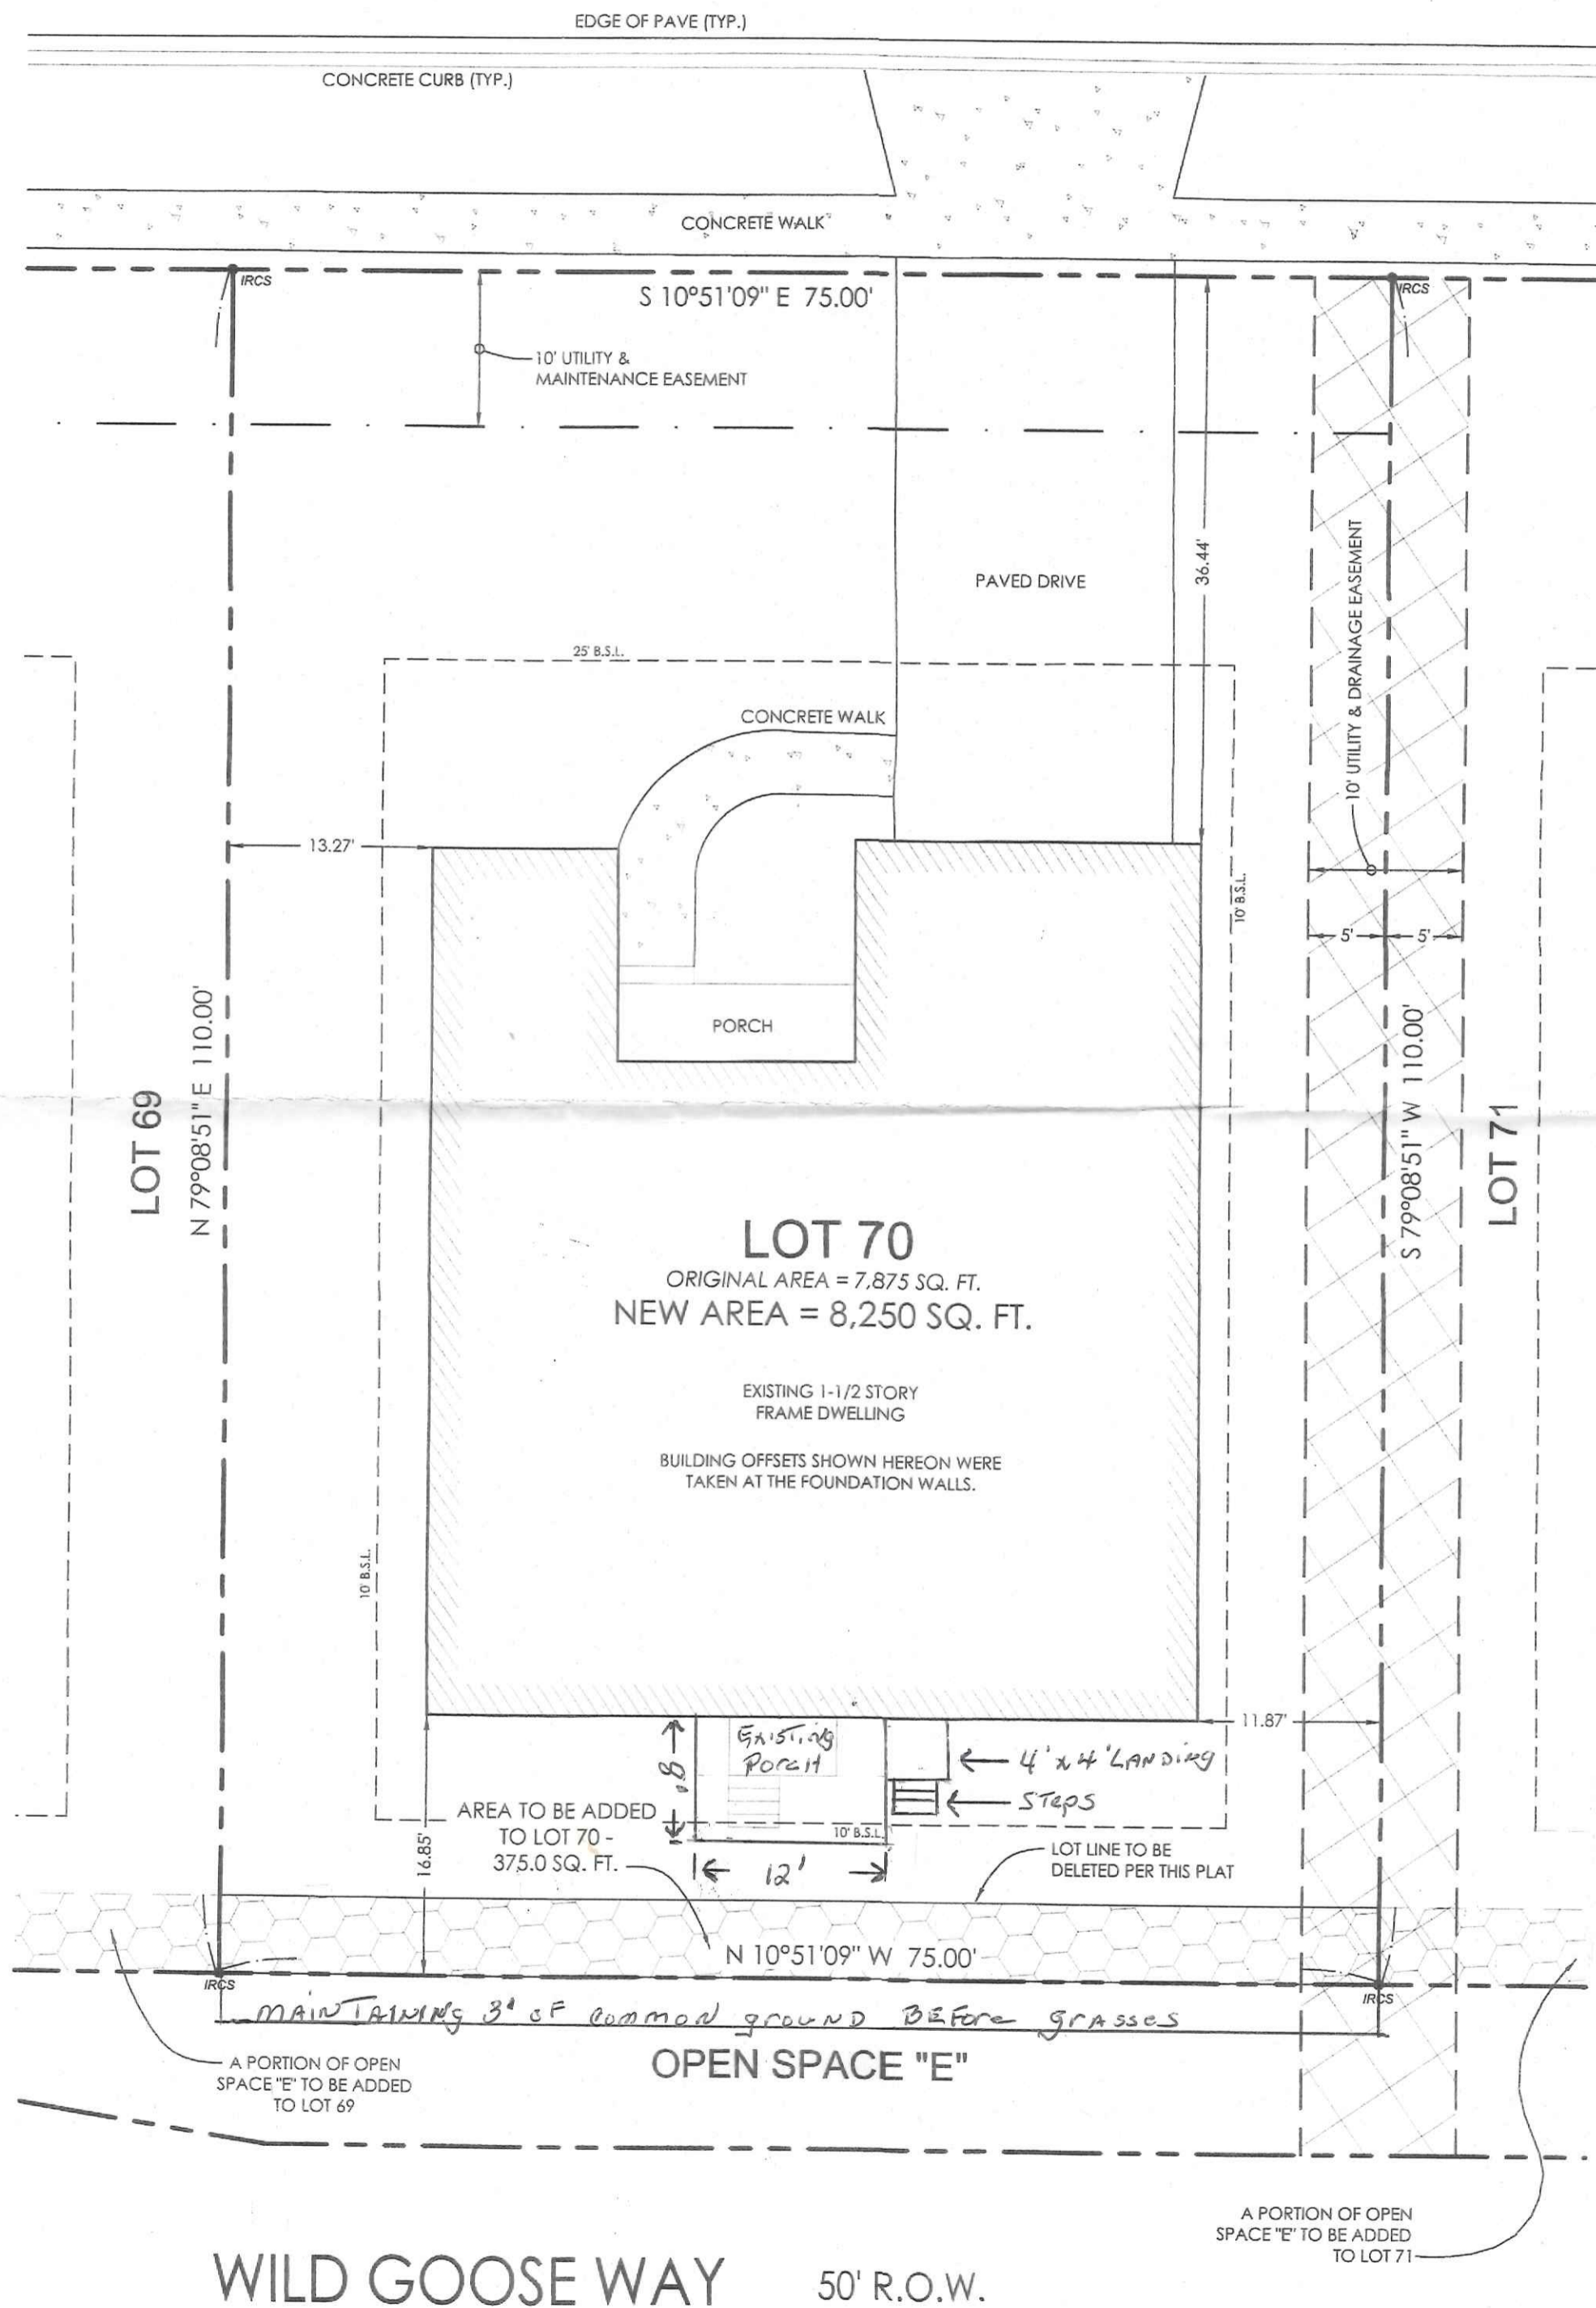 EDGE OF PAVE (TYP.)
CONCRETE CURB (TYP.)
CONCRETE WALK
IRCS
IRCS
S 10°51'09" E 75.00'
10' UTILITY &
MAINTENANCE EASEMENT
36.44'
PAVED DRIVE
10' UTILITY & DRAINAGE EASEMENT
25' B.S.L.
CONCRETE WALK
13.27'
10' B.S.L.
5'
5'
PORCH
LOT 69
N 79°08'51" E 110.00'
S 79°08'51" W 110.00'
LOT 71
LOT 70
ORIGINAL AREA = 7,875 SQ. FT.
NEW AREA = 8,250 SQ. FT.
EXISTING 1-1/2 STORY
FRAME DWELLING
BUILDING OFFSETS SHOWN HEREON WERE
TAKEN AT THE FOUNDATION WALLS.
10' B.S.L.
11.87'
EXISTING
PORCH
8'
4' x 4' LANDING
STEPS
AREA TO BE ADDED
TO LOT 70 -
375.0 SQ. FT.
10' B.S.L.
16.85'
12'
LOT LINE TO BE
DELETED PER THIS PLAT
N 10°51'09" W 75.00'
IRCS
IRCS
MAINTAINING 3' OF COMMON GROUND BEFORE GRASSES
OPEN SPACE "E"
A PORTION OF OPEN
SPACE "E" TO BE ADDED
TO LOT 69
A PORTION OF OPEN
SPACE "E" TO BE ADDED
TO LOT 71
WILD GOOSE WAY 50' R.O.W.